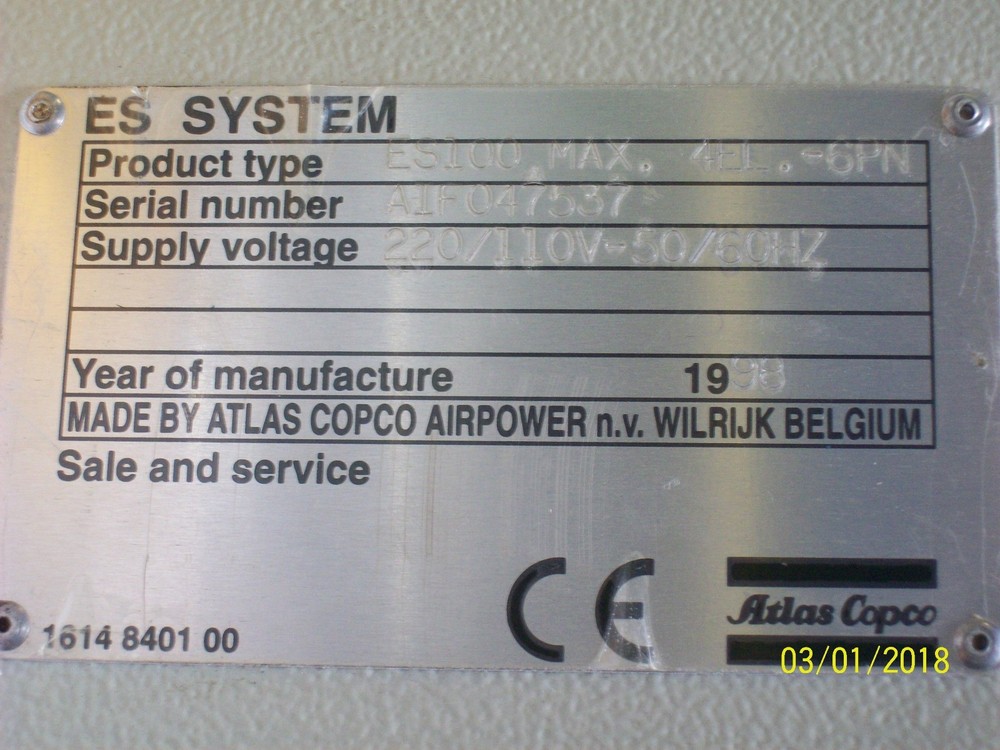 ES SYSTEM
Product type ES100 MAX. 4EL.-6PN
Serial number AIF047537
Supply voltage 220/110V-50/60HZ
Year of manufacture 1998
MADE BY ATLAS COPCO AIRPOWER n.v. WILRIJK BELGIUM
Sale and service
CE
Atlas Copco
1614 8401 00
03/01/2018